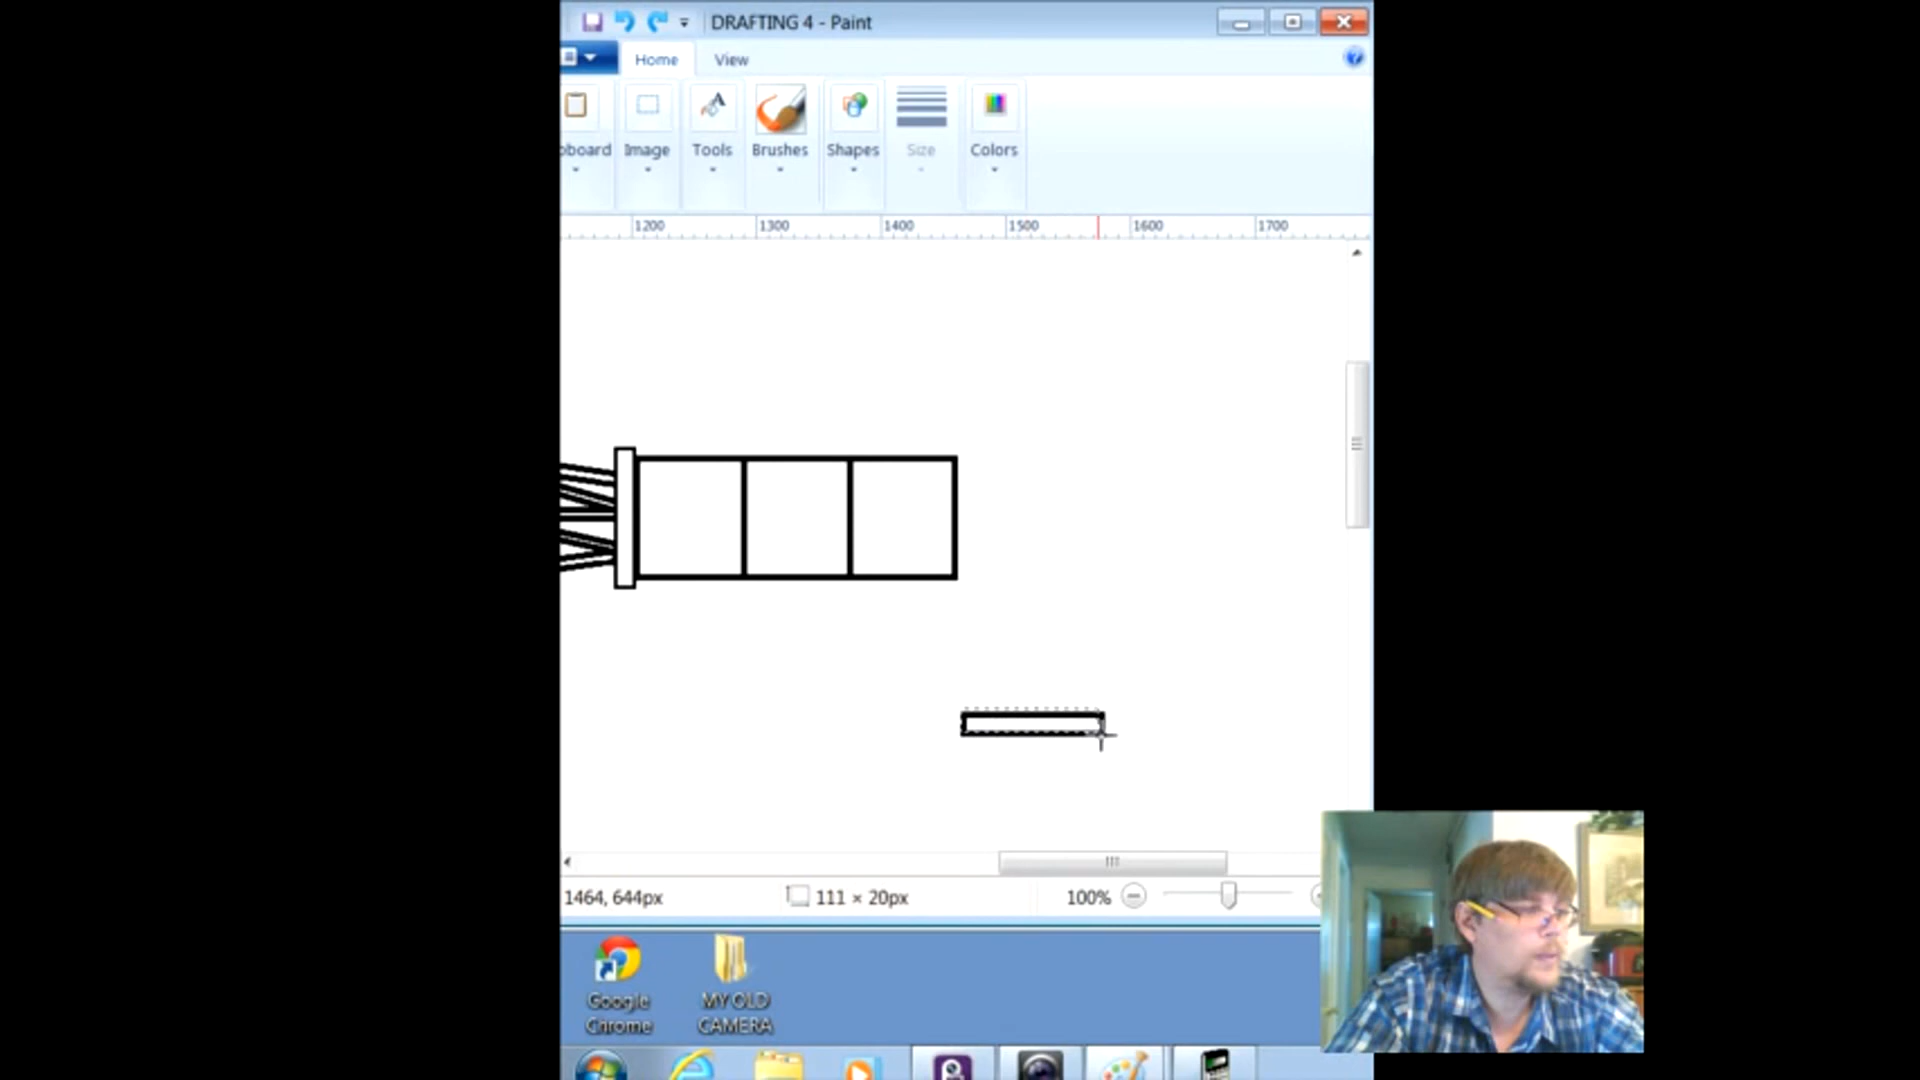 DRAFTING 4 - Paint
Home View
pboard Image Tools Brushes Shapes Size Colors
1200 1300 1400 1500 1600 1700
1464, 644px 111 × 20px 100%
Google Chrome
MY OLD CAMERA